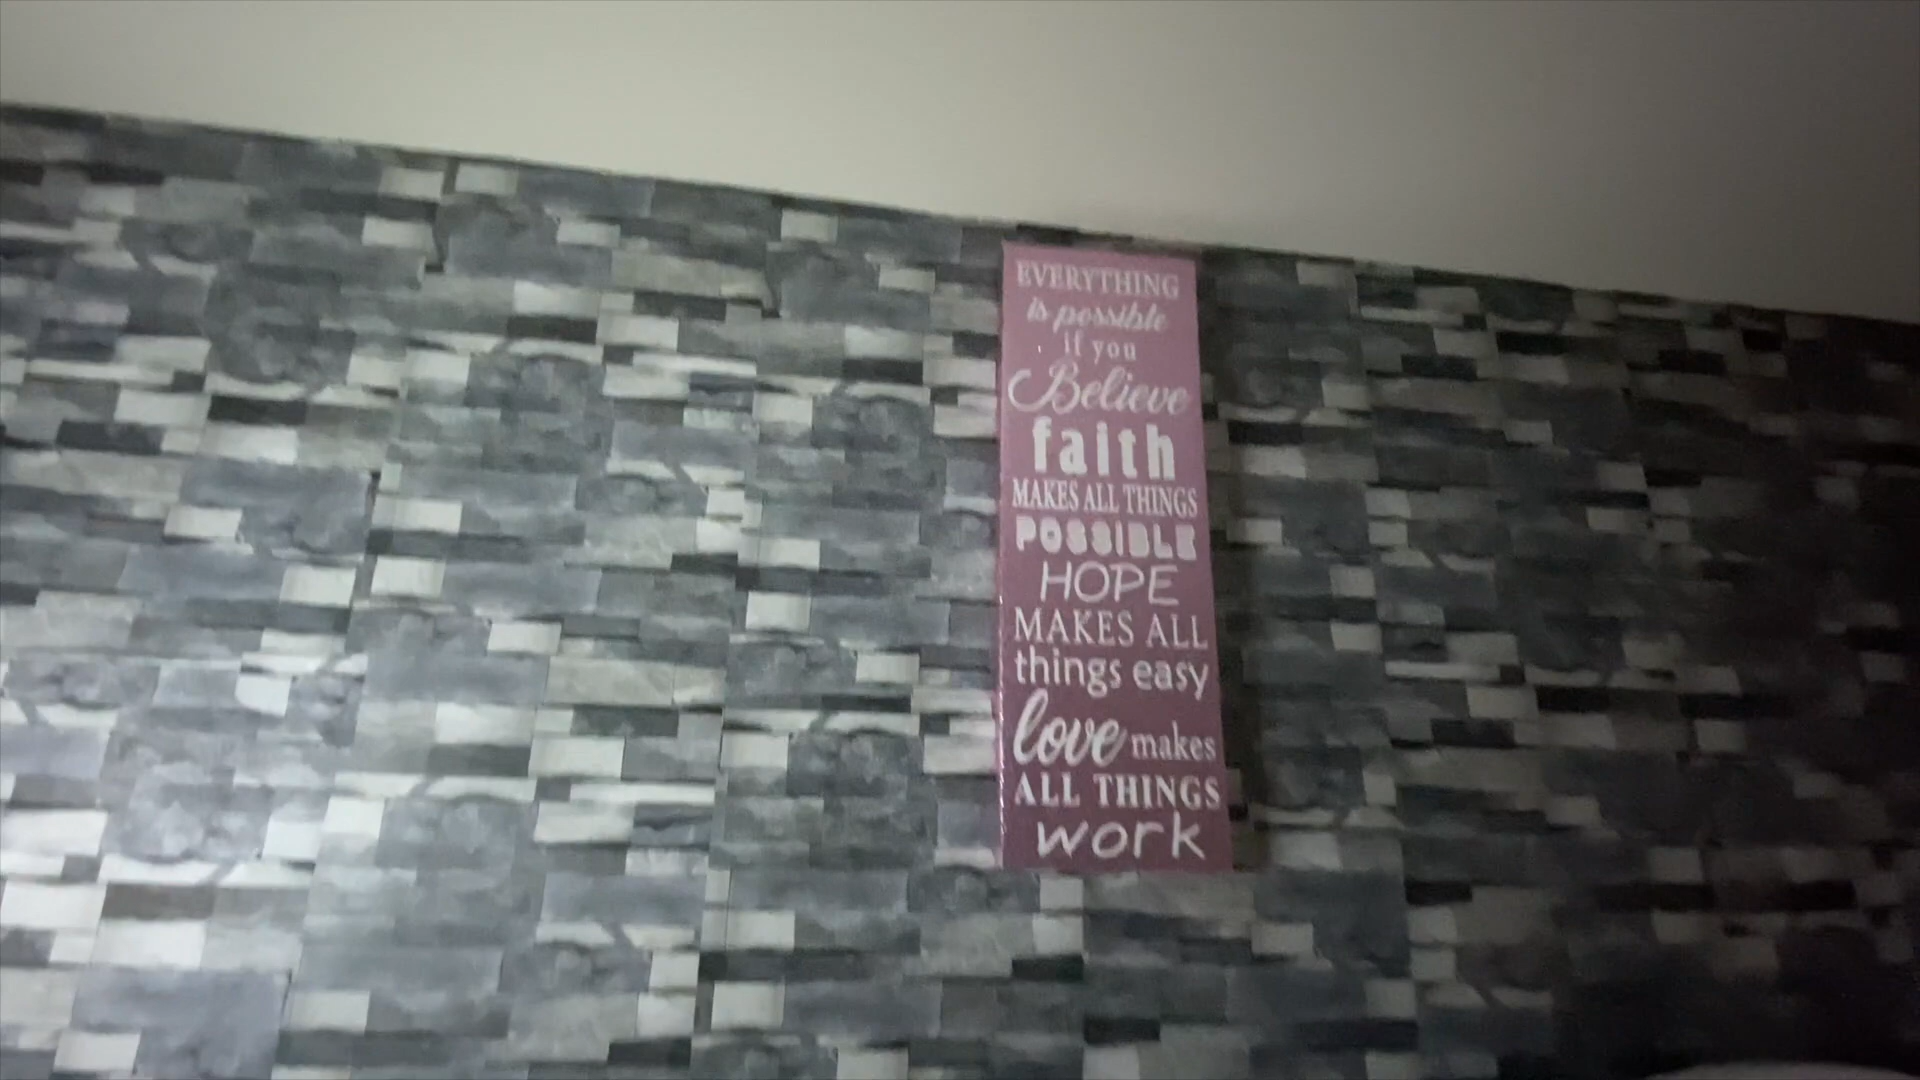 EVERYTHING
is possible
if you
Believe
faith
MAKES ALL THINGS
POSSIBLE
HOPE
MAKES ALL
things easy
love makes
ALL THINGS
work